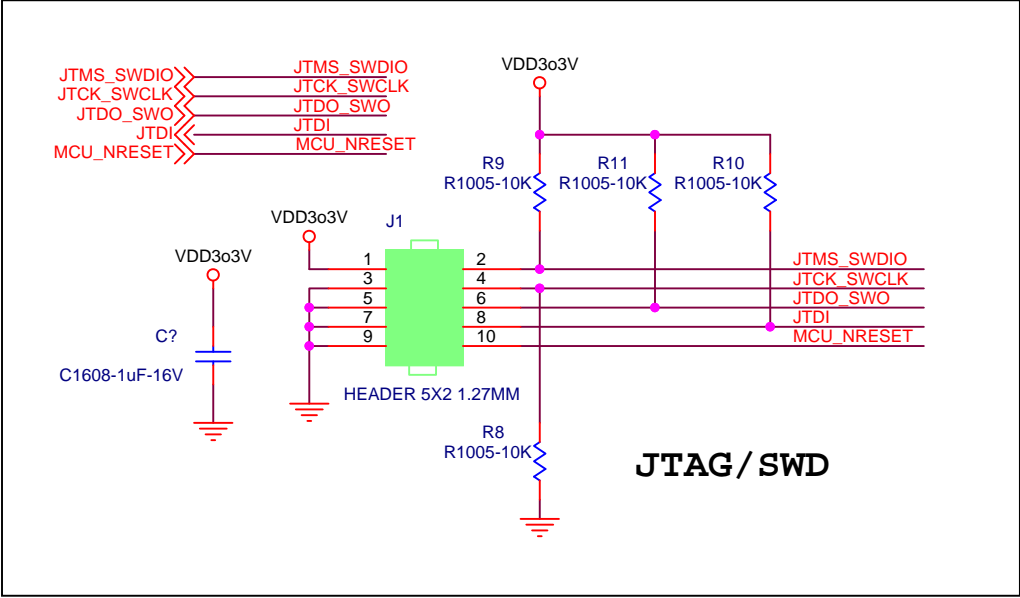 JTMS_SWDIO JTMS_SWDIO
JTCK_SWCLK JTCK_SWCLK
JTDO_SWO JTDO_SWO
JTDI JTDI
MCU_NRESET MCU_NRESET
VDD3o3V
R9
R1005-10K
R11
R1005-10K
R10
R1005-10K
VDD3o3V
J1
VDD3o3V
1 2 JTMS_SWDIO
3 4 JTCK_SWCLK
5 6 JTDO_SWO
7 8 JTDI
9 10 MCU_NRESET
C?
C1608-1uF-16V
HEADER 5X2 1.27MM
R8
R1005-10K
JTAG/SWD